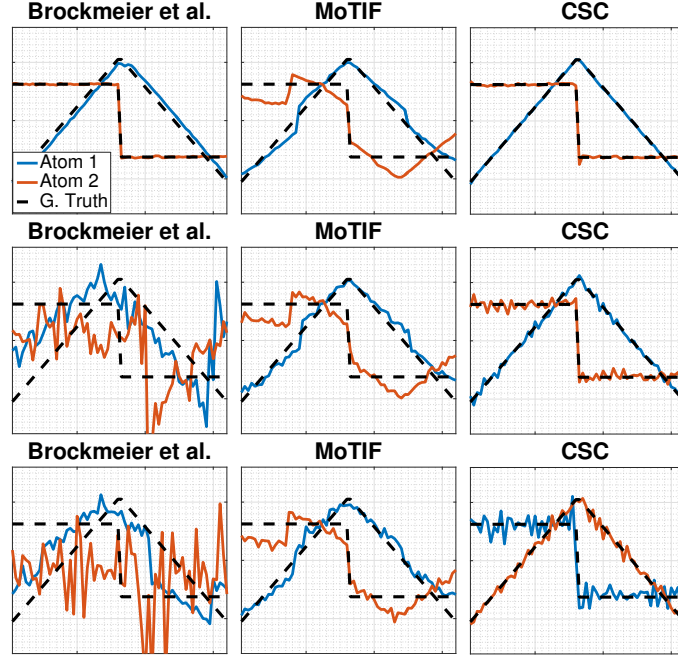 Brockmeier et al. MoTIF CSC
Atom 1
Atom 2
G. Truth
Brockmeier et al. MoTIF CSC
Brockmeier et al. MoTIF CSC